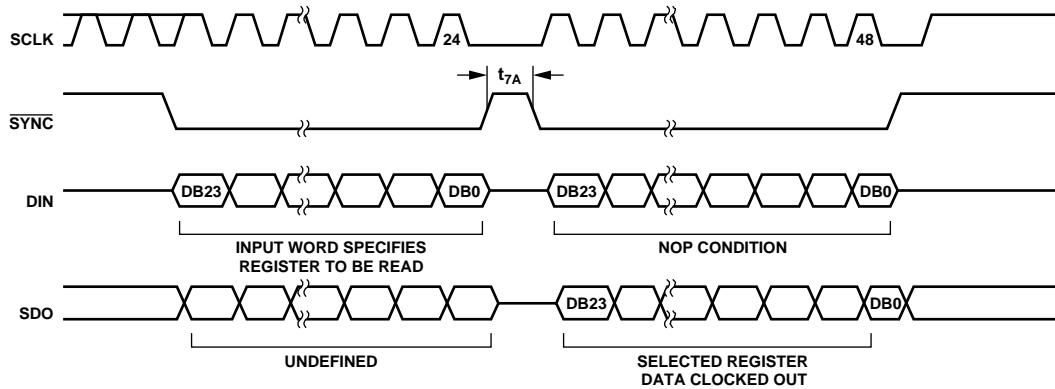 SCLK
24
48
t7A
SYNC
DIN
DB23
DB0
DB23
DB0
INPUT WORD SPECIFIES
REGISTER TO BE READ
NOP CONDITION
SDO
DB23
DB0
UNDEFINED
SELECTED REGISTER
DATA CLOCKED OUT